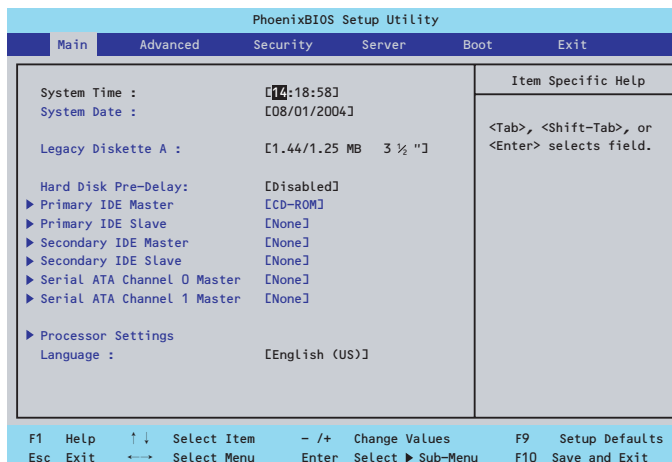 PhoenixBIOS Setup Utility
Main Advanced Security Server Boot Exit
Item Specific Help
System Time : [14:18:58]
System Date : [08/01/2004]
<Tab>, <Shift-Tab>, or
<Enter> selects field.
Legacy Diskette A : [1.44/1.25 MB 3 ½ "]
Hard Disk Pre-Delay: [Disabled]
▶ Primary IDE Master [CD-ROM]
▶ Primary IDE Slave [None]
▶ Secondary IDE Master [None]
▶ Secondary IDE Slave [None]
▶ Serial ATA Channel 0 Master [None]
▶ Serial ATA Channel 1 Master [None]
▶ Processor Settings
Language : [English (US)]
F1 Help ↑↓ Select Item - /+ Change Values F9 Setup Defaults
Esc Exit ←→ Select Menu Enter Select ▶ Sub-Menu F10 Save and Exit